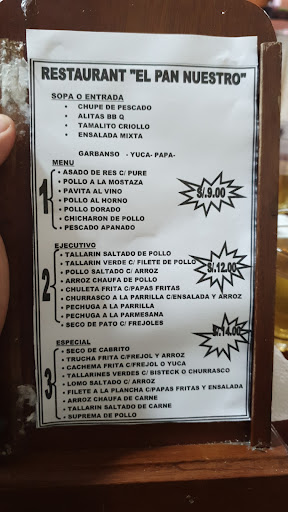 RESTAURANT "EL PAN NUESTRO"
SOPA O ENTRADA
• CHUPE DE PESCADO
• ALITAS BB Q
• TAMALITO CRIOLLO
• ENSALADA MIXTA
GARBANSO -YUCA- PAPA-
MENU
1
S/.9.00
• ASADO DE RES C/ PURE
• POLLO A LA MOSTAZA
• PAVITA AL VINO
• POLLO AL HORNO
• POLLO DORADO
• CHICHARON DE POLLO
• PESCADO APANADO
EJECUTIVO
2
S/.12.00
• TALLARIN SALTADO DE POLLO
• TALLARIN VERDE C/ FILETE DE POLLO
• POLLO SALTADO C/ ARROZ
• ARROZ CHAUFA DE POLLO
• CHULETA FRITA C/PAPAS FRITAS
• CHURRASCO A LA PARRILLA C/ENSALADA Y ARROZ
• PECHUGA A LA PARRILLA
• PECHUGA A LA PARMESANA
• SECO DE PATO C/ FREJOLES
ESPECIAL
3
S/.14.00
• SECO DE CABRITO
• TRUCHA FRITA C/FREJOL Y ARROZ
• CACHEMA FRITA C/FREJOL O YUCA
• TALLARINES VERDES C/ BISTECK O CHURRASCO
• LOMO SALTADO C/ ARROZ
• FILETE A LA PLANCHA C/PAPAS FRITAS Y ENSALADA
• ARROZ CHAUFA DE CARNE
• TALLARIN SALTADO DE CARNE
• SUPREMA DE POLLO